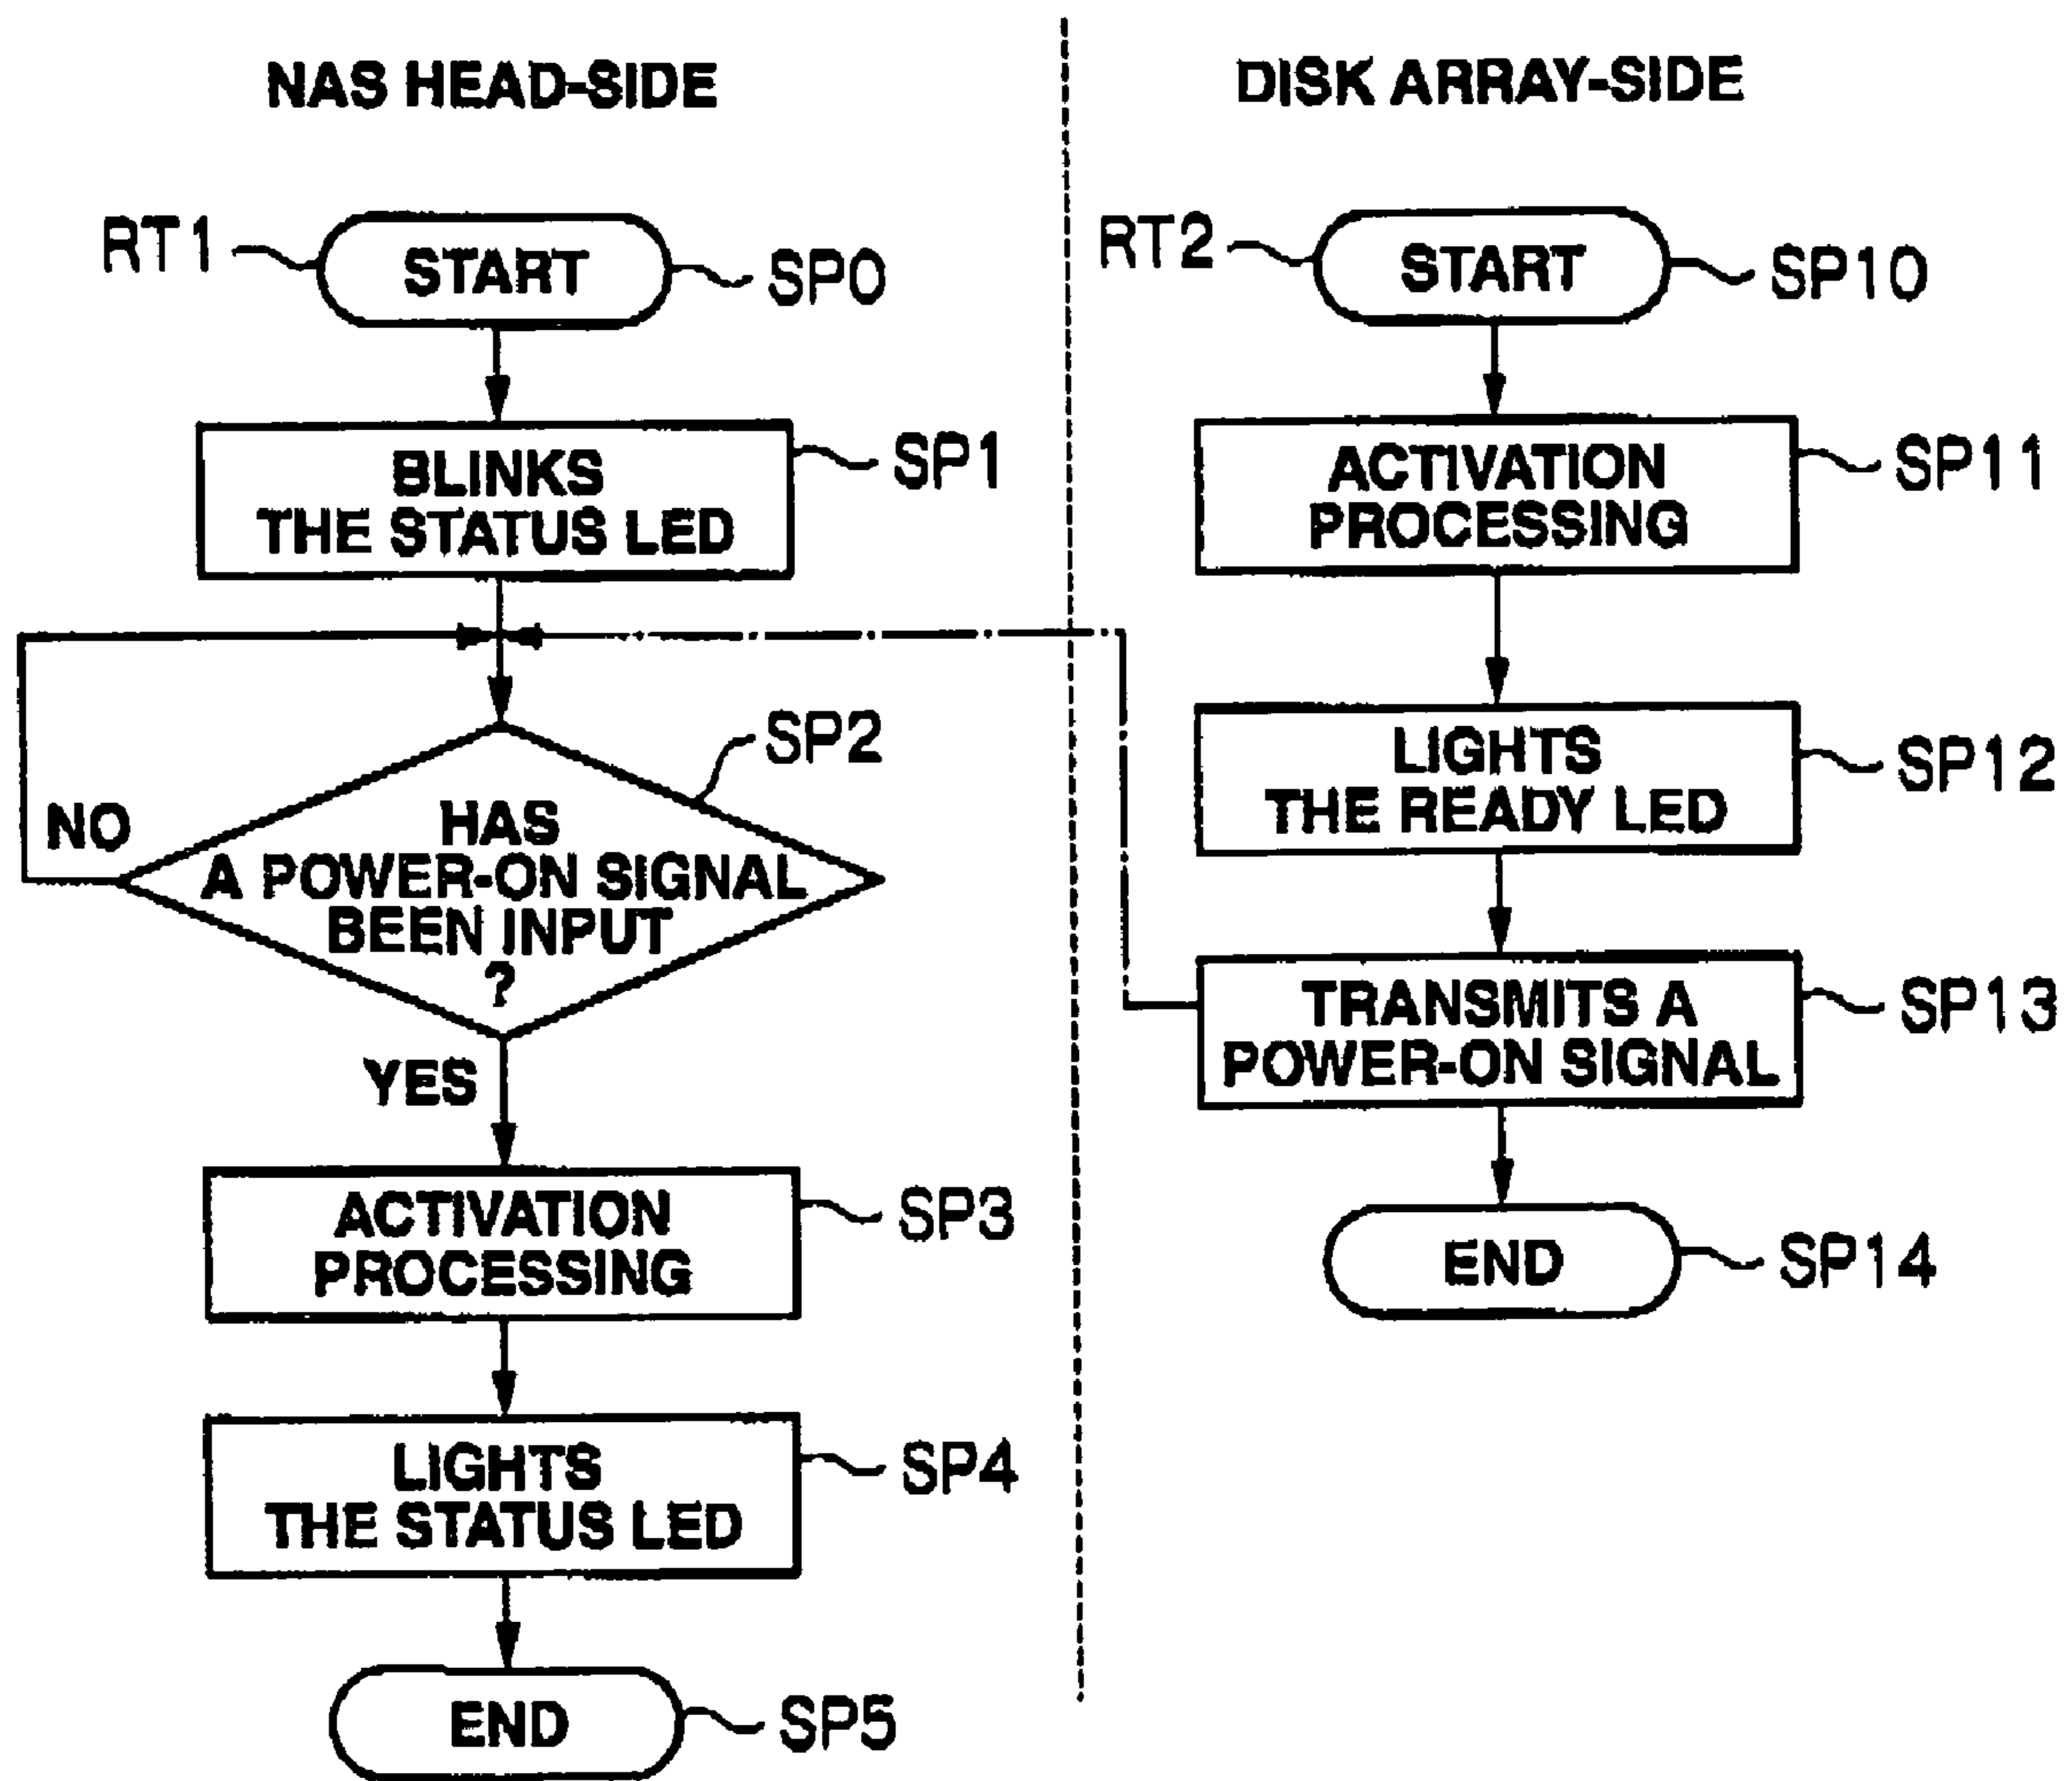 NAS HEAD-SIDE
RT1
START
SP0
BLINKS
THE STATUS LED
SP1
SP2
NO
HAS
A POWER-ON SIGNAL
BEEN INPUT
?
YES
ACTIVATION
PROCESSING
SP3
LIGHTS
THE STATUS LED
SP4
END
SP5
DISK ARRAY-SIDE
RT2
START
SP10
ACTIVATION
PROCESSING
SP11
LIGHTS
THE READY LED
SP12
TRANSMITS A
POWER-ON SIGNAL
SP13
END
SP14